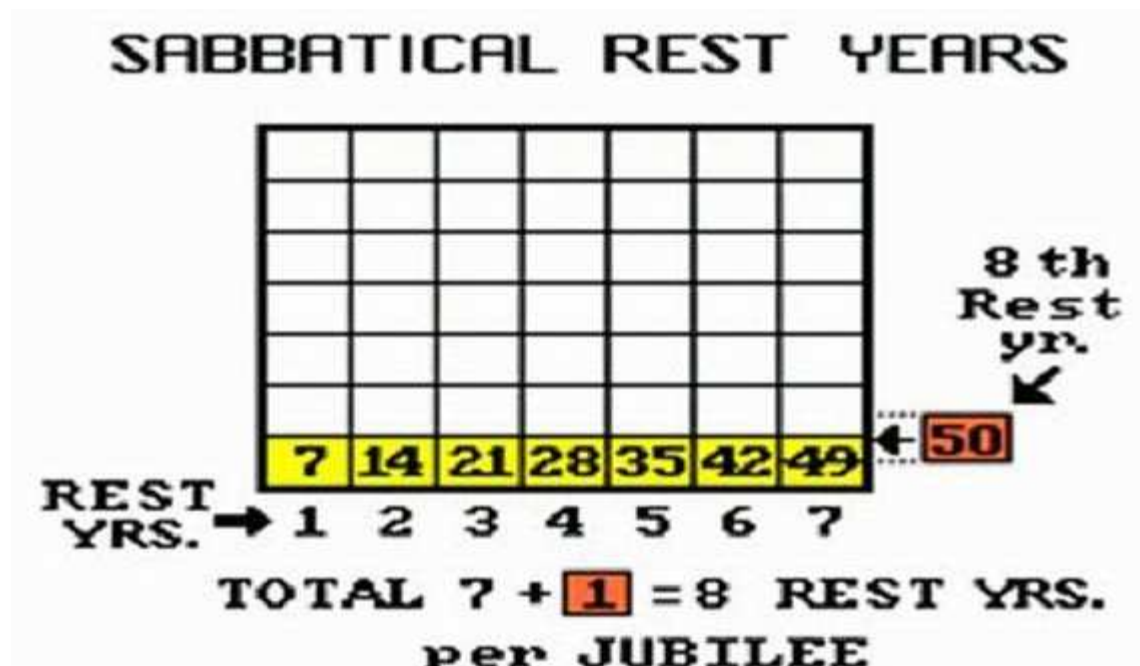 SABBATICAL REST YEARS
8 th
Rest
yr.
50
7 14 21 28 35 42 49
REST
YRS.
1 2 3 4 5 6 7
TOTAL 7 + 1 = 8 REST YRS.
per JUBILEE